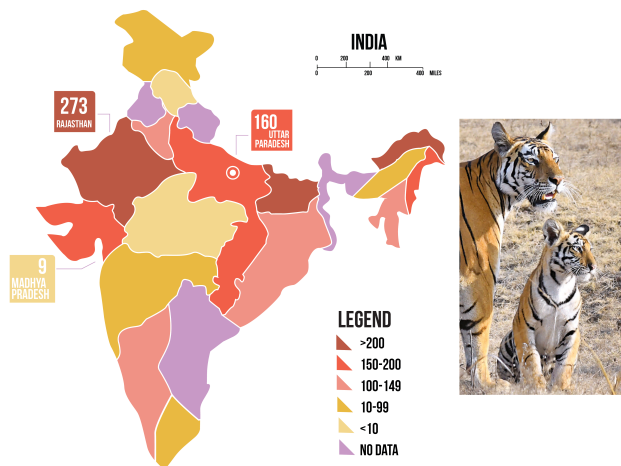 INDIA
0 200 400 KM
0 200 400 MILES
273
RAJASTHAN
160
UTTAR
PARADESH
9
MADHYA
PRADESH
LEGEND
>200
150-200
100-149
10-99
<10
NO DATA